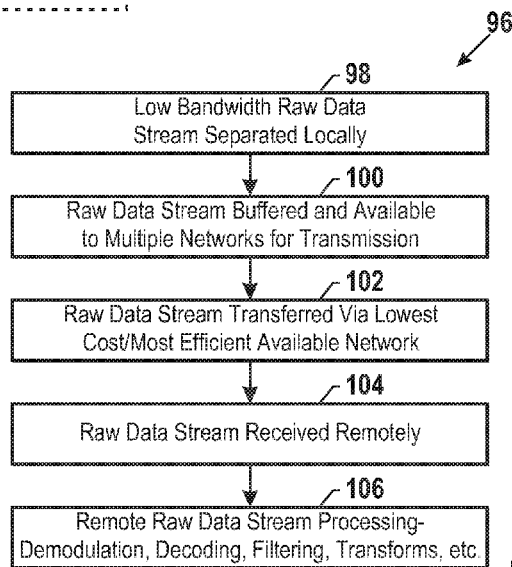 96
98
Low Bandwidth Raw Data
Stream Separated Locally
100
Raw Data Stream Buffered and Available
to Multiple Networks for Transmission
102
Raw Data Stream Transferred Via Lowest
Cost/Most Efficient Available Network
104
Raw Data Stream Received Remotely
106
Remote Raw Data Stream Processing-
Demodulation, Decoding, Filtering, Transforms, etc.